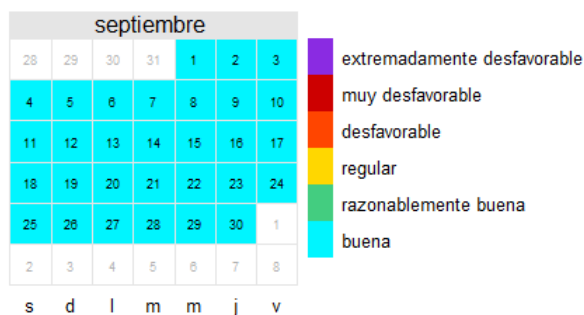 septiembre
28 29 30 31 1 2 3
4 5 6 7 8 9 10
11 12 13 14 15 16 17
18 19 20 21 22 23 24
25 26 27 28 29 30 1
2 3 4 5 6 7 8
s d l m m j v
extremadamente desfavorable
muy desfavorable
desfavorable
regular
razonablemente buena
buena